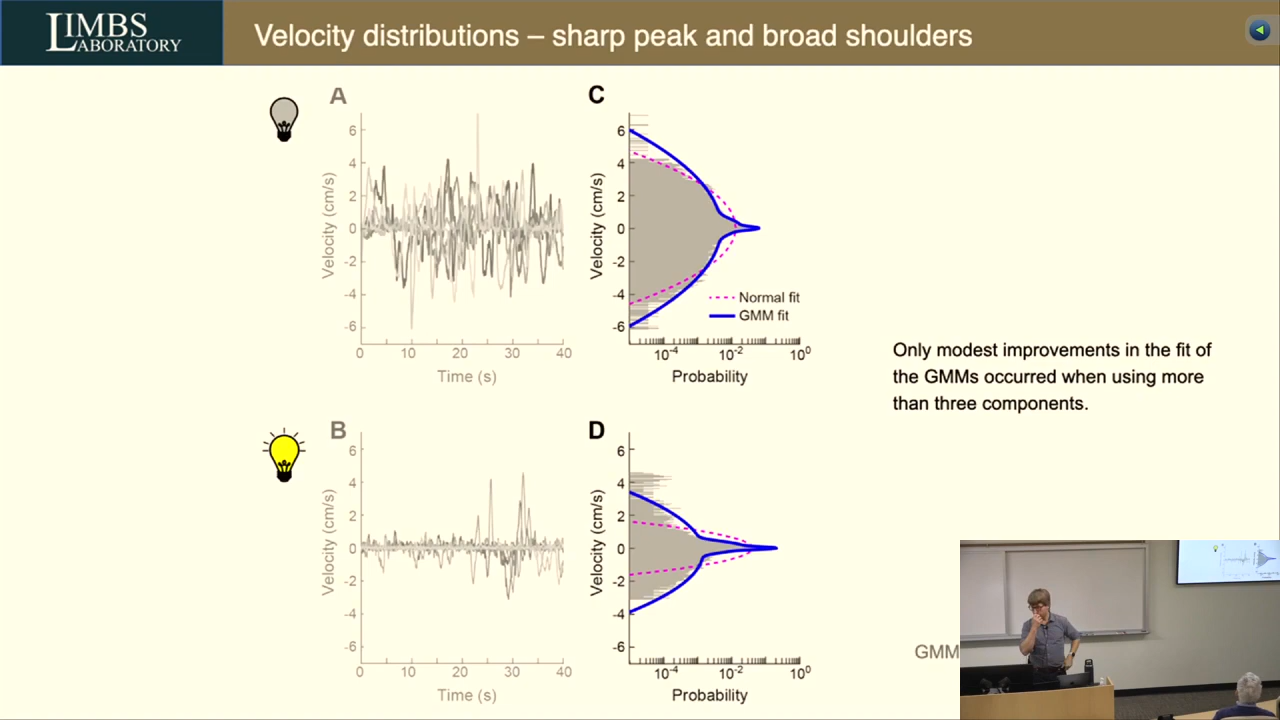 LIMBS
LABORATORY
Velocity distributions – sharp peak and broad shoulders
A
Velocity (cm/s)
6
4
2
0
-2
-4
-6
0 10 20 30 40
Time (s)
C
Velocity (cm/s)
6
4
2
0
-2
-4
-6
Normal fit
GMM fit
10-4 10-2 100
Probability
Only modest improvements in the fit of
the GMMs occurred when using more
than three components.
B
Velocity (cm/s)
6
4
2
0
-2
-4
-6
0 10 20 30 40
Time (s)
D
Velocity (cm/s)
6
4
2
0
-2
-4
-6
10-4 10-2 100
Probability
GMM